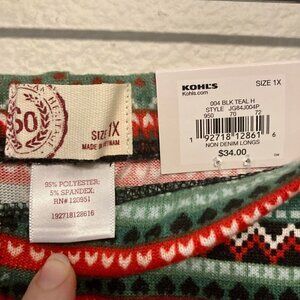 SO
SIZE 1X
MADE IN VIETNAM
95% POLYESTER;
5% SPANDEX;
RN# 120951
192718128616
KOHL'S
Kohls.com
SIZE 1X
004 BLK TEAL H
STYLE JG84J004P
950 70 72
1 92718 12861 6
NON DENIM LONGS
$34.00